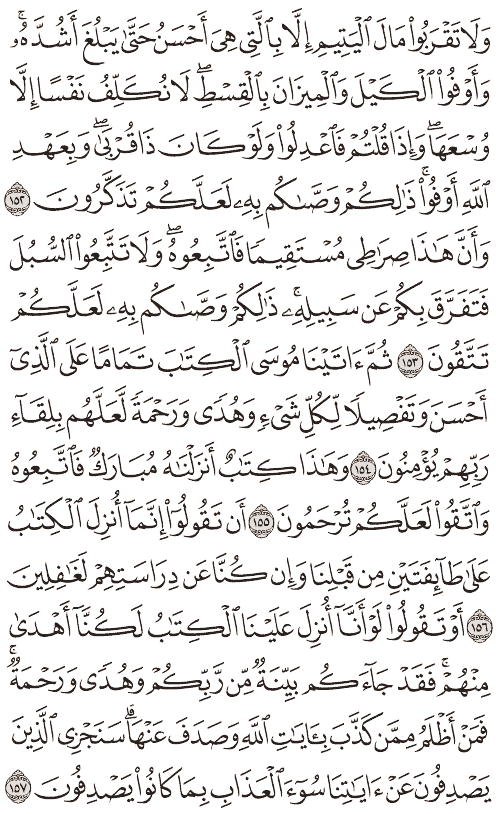 وَلَا تَقْرَبُوا۟ مَالَ ٱلْيَتِيمِ إِلَّا بِٱلَّتِى هِىَ أَحْسَنُ حَتَّىٰ يَبْلُغَ أَشُدَّهُۥۚ
وَأَوْفُوا۟ ٱلْكَيْلَ وَٱلْمِيزَانَ بِٱلْقِسْطِۖ لَا نُكَلِّفُ نَفْسًا إِلَّا
وُسْعَهَاۖ وَإِذَا قُلْتُمْ فَٱعْدِلُوا۟ وَلَوْ كَانَ ذَا قُرْبَىٰۖ وَبِعَهْدِ
ٱللَّهِ أَوْفُوا۟ۚ ذَٰلِكُمْ وَصَّىٰكُم بِهِۦ لَعَلَّكُمْ تَذَكَّرُونَ ١٥٢
وَأَنَّ هَٰذَا صِرَٰطِى مُسْتَقِيمًا فَٱتَّبِعُوهُۖ وَلَا تَتَّبِعُوا۟ ٱلسُّبُلَ
فَتَفَرَّقَ بِكُمْ عَن سَبِيلِهِۦۚ ذَٰلِكُمْ وَصَّىٰكُم بِهِۦ لَعَلَّكُمْ
تَتَّقُونَ ١٥٣ ثُمَّ ءَاتَيْنَا مُوسَى ٱلْكِتَٰبَ تَمَامًا عَلَى ٱلَّذِىٓ
أَحْسَنَ وَتَفْصِيلًا لِّكُلِّ شَىْءٍ وَهُدًى وَرَحْمَةً لَّعَلَّهُم بِلِقَآءِ
رَبِّهِمْ يُؤْمِنُونَ ١٥٤ وَهَٰذَا كِتَٰبٌ أَنزَلْنَٰهُ مُبَارَكٌ فَٱتَّبِعُوهُ
وَٱتَّقُوا۟ لَعَلَّكُمْ تُرْحَمُونَ ١٥٥ أَن تَقُولُوٓا۟ إِنَّمَآ أُنزِلَ ٱلْكِتَٰبُ
عَلَىٰ طَآئِفَتَيْنِ مِن قَبْلِنَا وَإِن كُنَّا عَن دِرَاسَتِهِمْ لَغَٰفِلِينَ
١٥٦ أَوْ تَقُولُوا۟ لَوْ أَنَّآ أُنزِلَ عَلَيْنَا ٱلْكِتَٰبُ لَكُنَّآ أَهْدَىٰ
مِنْهُمْۚ فَقَدْ جَآءَكُم بَيِّنَةٌ مِّن رَّبِّكُمْ وَهُدًى وَرَحْمَةٌۚ
فَمَنْ أَظْلَمُ مِمَّن كَذَّبَ بِـَٔايَٰتِ ٱللَّهِ وَصَدَفَ عَنْهَاۗ سَنَجْزِى ٱلَّذِينَ
يَصْدِفُونَ عَنْ ءَايَٰتِنَا سُوٓءَ ٱلْعَذَابِ بِمَا كَانُوا۟ يَصْدِفُونَ ١٥٧